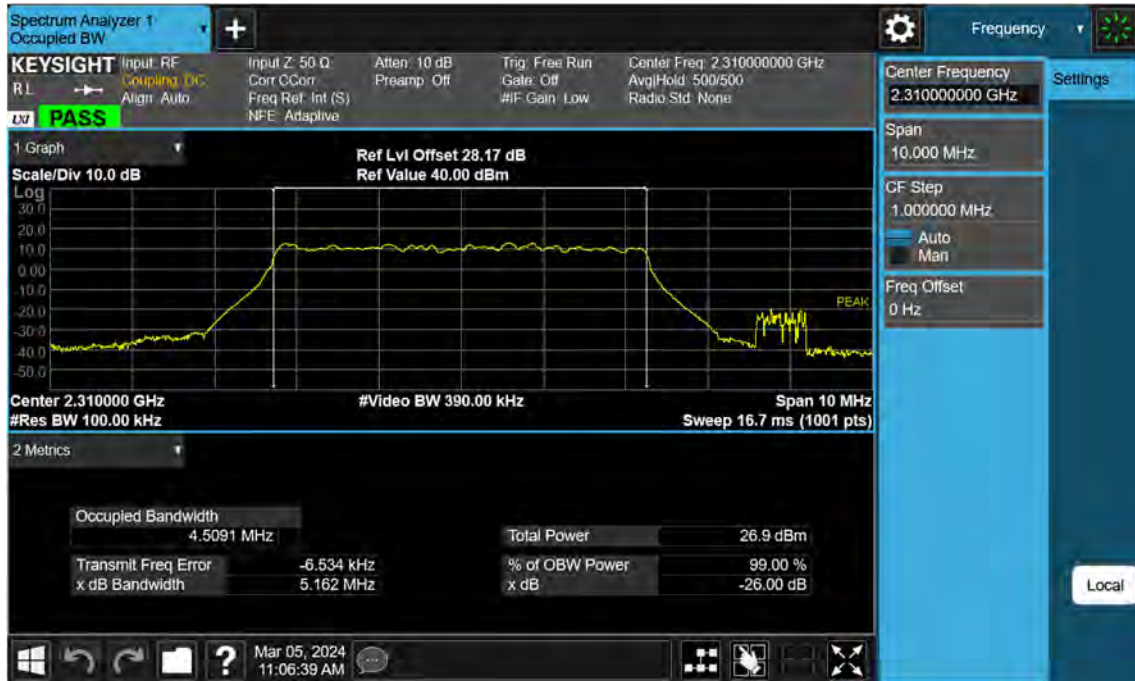 Spectrum Analyzer 1
Occupied BW
+
Frequency
KEYSIGHT Input: RF Input Z: 50 Ω Atten: 10 dB Trig: Free Run Center Freq: 2.310000000 GHz
RL Coupling: DC Corr CCorr Preamp: Off Gate: Off Avg|Hold: 500/500
Align: Auto Freq Ref: Int (S) #IF Gain: Low Radio Std: None
LXI PASS NFE: Adaptive
Center Frequency
2.310000000 GHz
Settings
Span
10.000 MHz
CF Step
1.000000 MHz
Auto
Man
Freq Offset
0 Hz
1 Graph
Ref Lvl Offset 28.17 dB
Scale/Div 10.0 dB Ref Value 40.00 dBm
Log
30.0
20.0
10.0
0.00
-10.0
-20.0
-30.0
-40.0
-50.0
PEAK
Center 2.310000 GHz #Video BW 390.00 kHz Span 10 MHz
#Res BW 100.00 kHz Sweep 16.7 ms (1001 pts)
2 Metrics
Occupied Bandwidth
4.5091 MHz Total Power 26.9 dBm
Transmit Freq Error -6.534 kHz % of OBW Power 99.00 %
x dB Bandwidth 5.162 MHz x dB -26.00 dB
Local
? Mar 05, 2024
11:06:39 AM